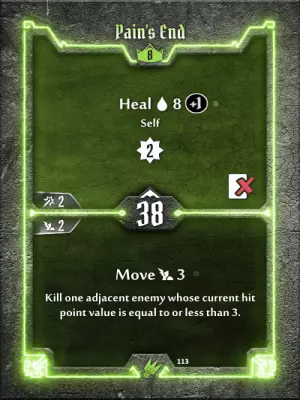 Pain's End
8
Heal 8 +1
Self
2
2
38
2
Move 3
Kill one adjacent enemy whose current hit
point value is equal to or less than 3.
113